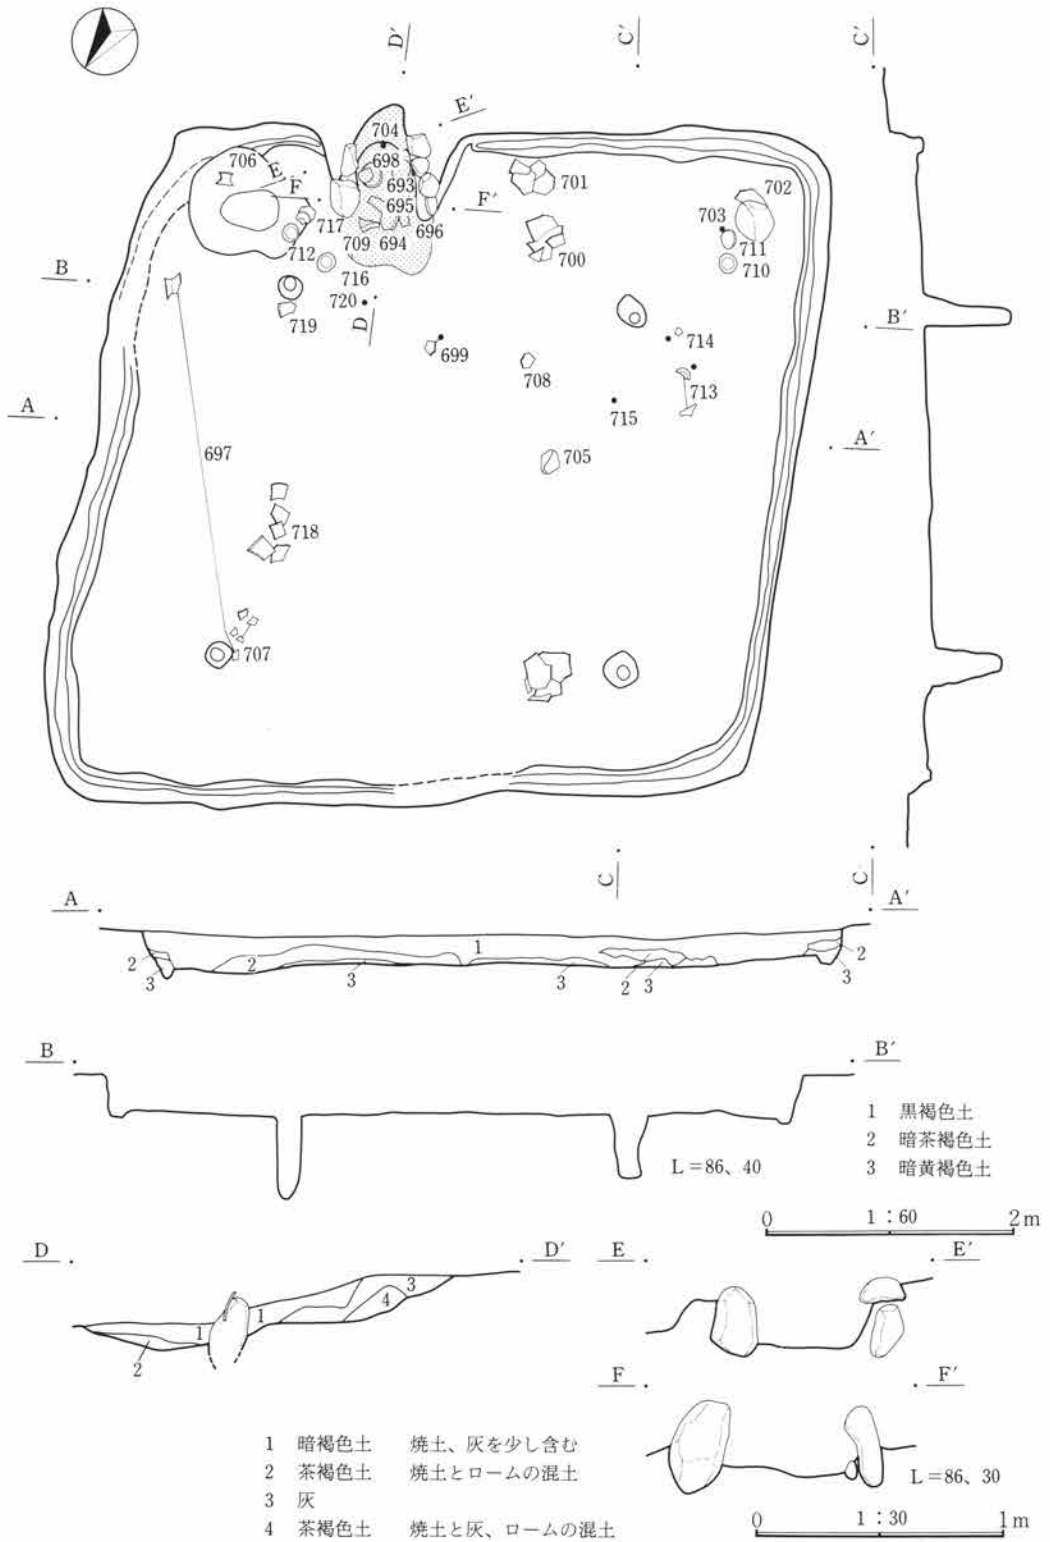 D′
C′
C′
E′
704
706
698
E
693
701
702
F
695
F′
703
717
696
712
709
694
711
700
710
B
716
720
719
D
B′
714
699
708
713
715
A
A′
697
705
718
707
C
C
A
A′
1
2
2
2
3
3
3
2
3
B
B′
1 黒褐色土
2 暗茶褐色土
L＝86、40
3 暗黄褐色土
0 1：60 2m
D
D′
E
E′
3
4
1
1
2
F
F′
1 暗褐色土 焼土、灰を少し含む
2 茶褐色土 焼土とロームの混土
L＝86、30
3 灰
4 茶褐色土 焼土と灰、ロームの混土
0 1：30 1m